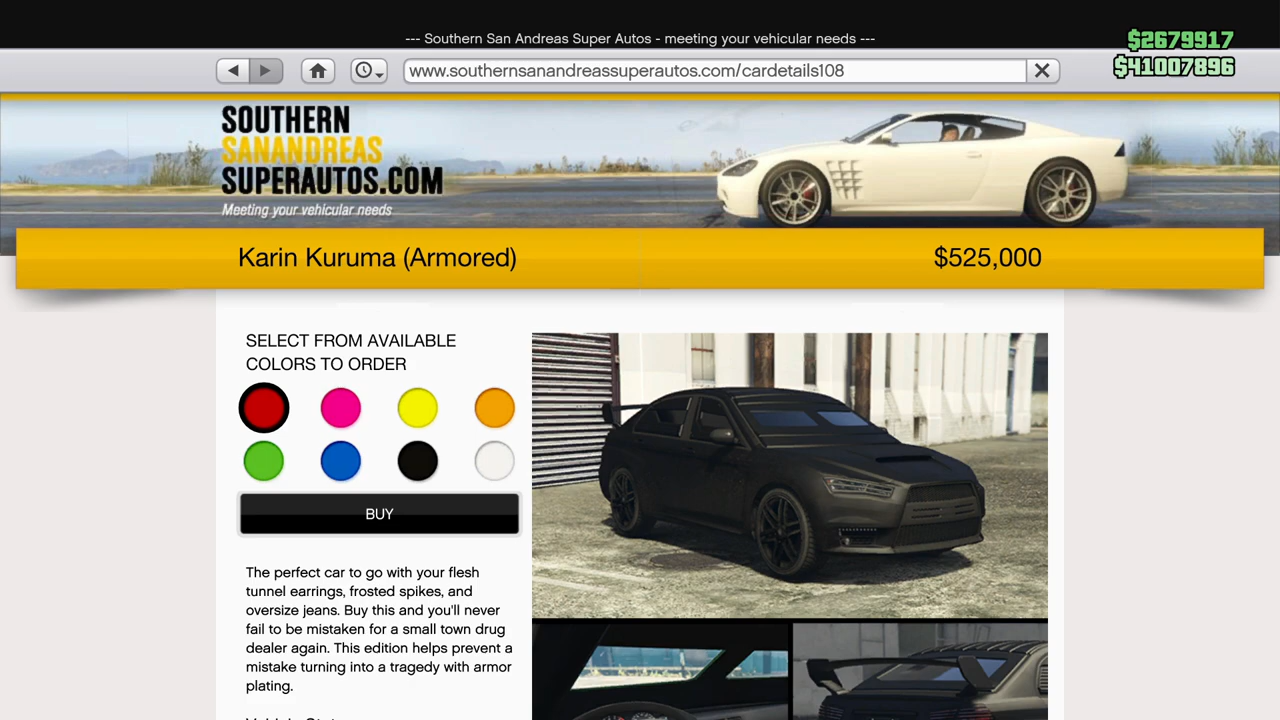 --- Southern San Andreas Super Autos - meeting your vehicular needs ---
$2679917
$41007896
www.southernsanandreassuperautos.com/cardetails108
SOUTHERN
SANANDREAS
SUPERAUTOS.COM
Meeting your vehicular needs
Karin Kuruma (Armored)
$525,000
SELECT FROM AVAILABLE
COLORS TO ORDER
BUY
The perfect car to go with your flesh
tunnel earrings, frosted spikes, and
oversize jeans. Buy this and you'll never
fail to be mistaken for a small town drug
dealer again. This edition helps prevent a
mistake turning into a tragedy with armor
plating.